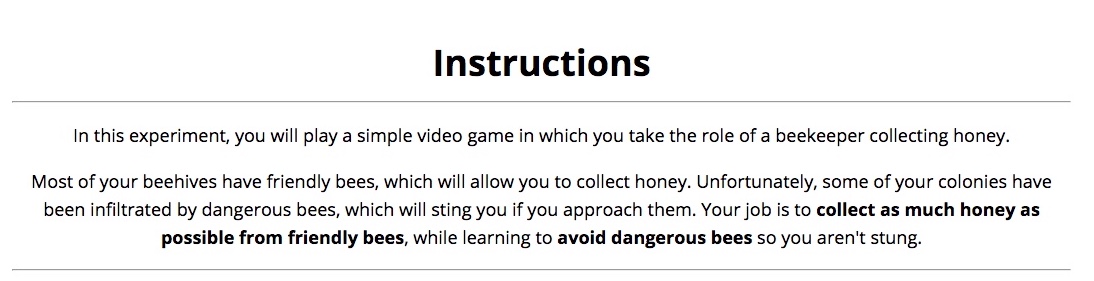 Instructions
In this experiment, you will play a simple video game in which you take the role of a beekeeper collecting honey.
Most of your beehives have friendly bees, which will allow you to collect honey. Unfortunately, some of your colonies have
been infiltrated by dangerous bees, which will sting you if you approach them. Your job is to collect as much honey as
possible from friendly bees, while learning to avoid dangerous bees so you aren't stung.